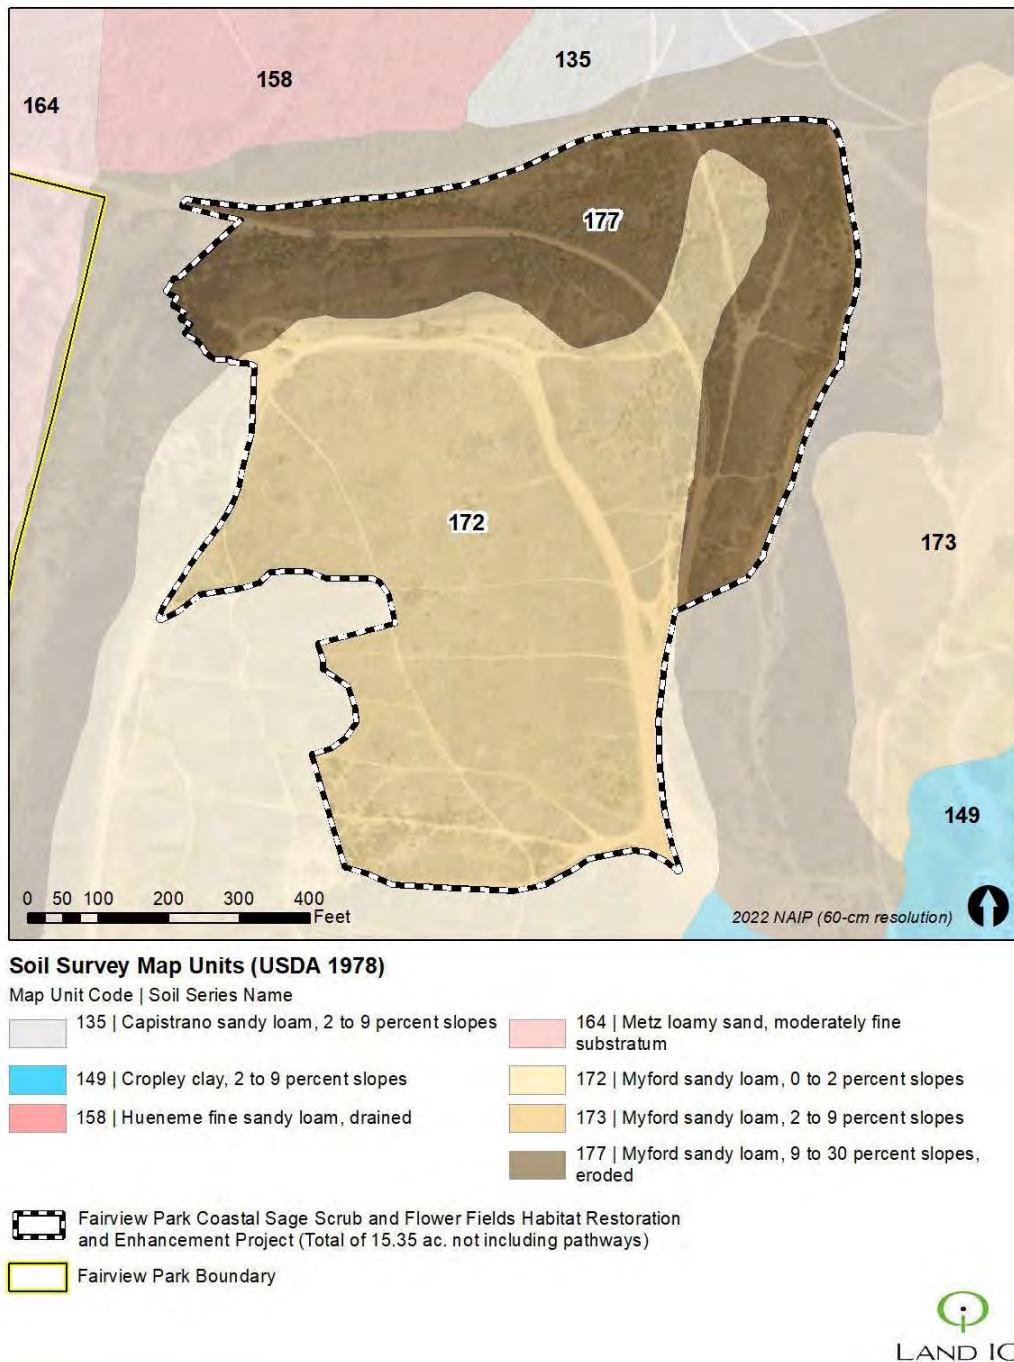 158
135
164
177
172
173
149
0 50 100 200 300 400
Feet
2022 NAIP (60-cm resolution)
Soil Survey Map Units (USDA 1978)
Map Unit Code | Soil Series Name
135 | Capistrano sandy loam, 2 to 9 percent slopes
149 | Cropley clay, 2 to 9 percent slopes
158 | Hueneme fine sandy loam, drained
164 | Metz loamy sand, moderately fine
substratum
172 | Myford sandy loam, 0 to 2 percent slopes
173 | Myford sandy loam, 2 to 9 percent slopes
177 | Myford sandy loam, 9 to 30 percent slopes,
eroded
Fairview Park Coastal Sage Scrub and Flower Fields Habitat Restoration
and Enhancement Project (Total of 15.35 ac. not including pathways)
Fairview Park Boundary
LAND IQ